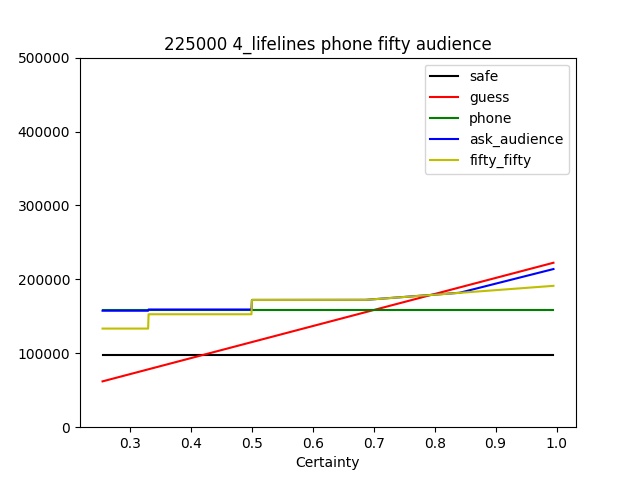 225000 4_lifelines phone fifty audience
500000
400000
300000
200000
100000
0
safe
guess
phone
ask_audience
fifty_fifty
0.3 0.4 0.5 0.6 0.7 0.8 0.9 1.0
Certainty